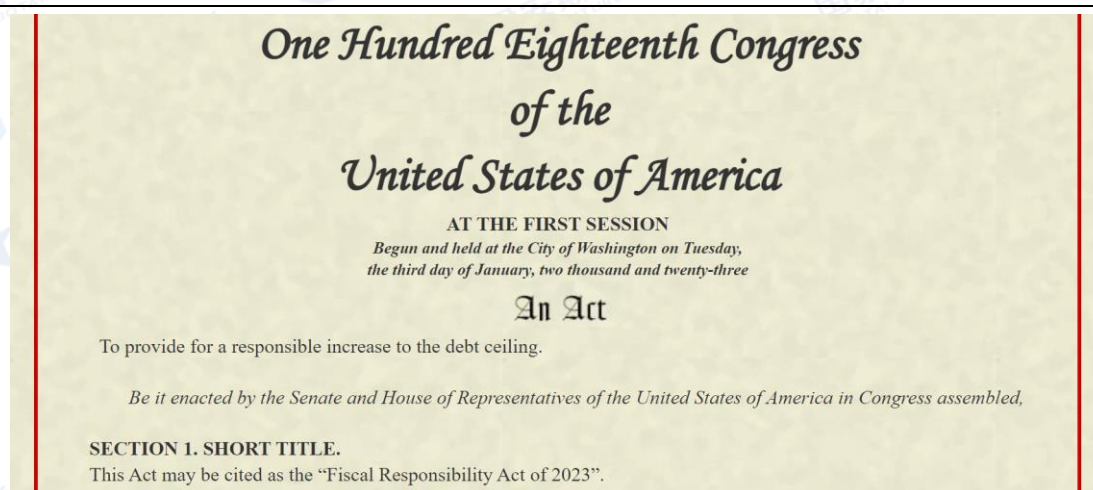 One Hundred Eighteenth Congress
of the
United States of America
AT THE FIRST SESSION
Begun and held at the City of Washington on Tuesday,
the third day of January, two thousand and twenty-three
An Act
To provide for a responsible increase to the debt ceiling.
Be it enacted by the Senate and House of Representatives of the United States of America in Congress assembled,
SECTION 1. SHORT TITLE.
This Act may be cited as the “Fiscal Responsibility Act of 2023”.